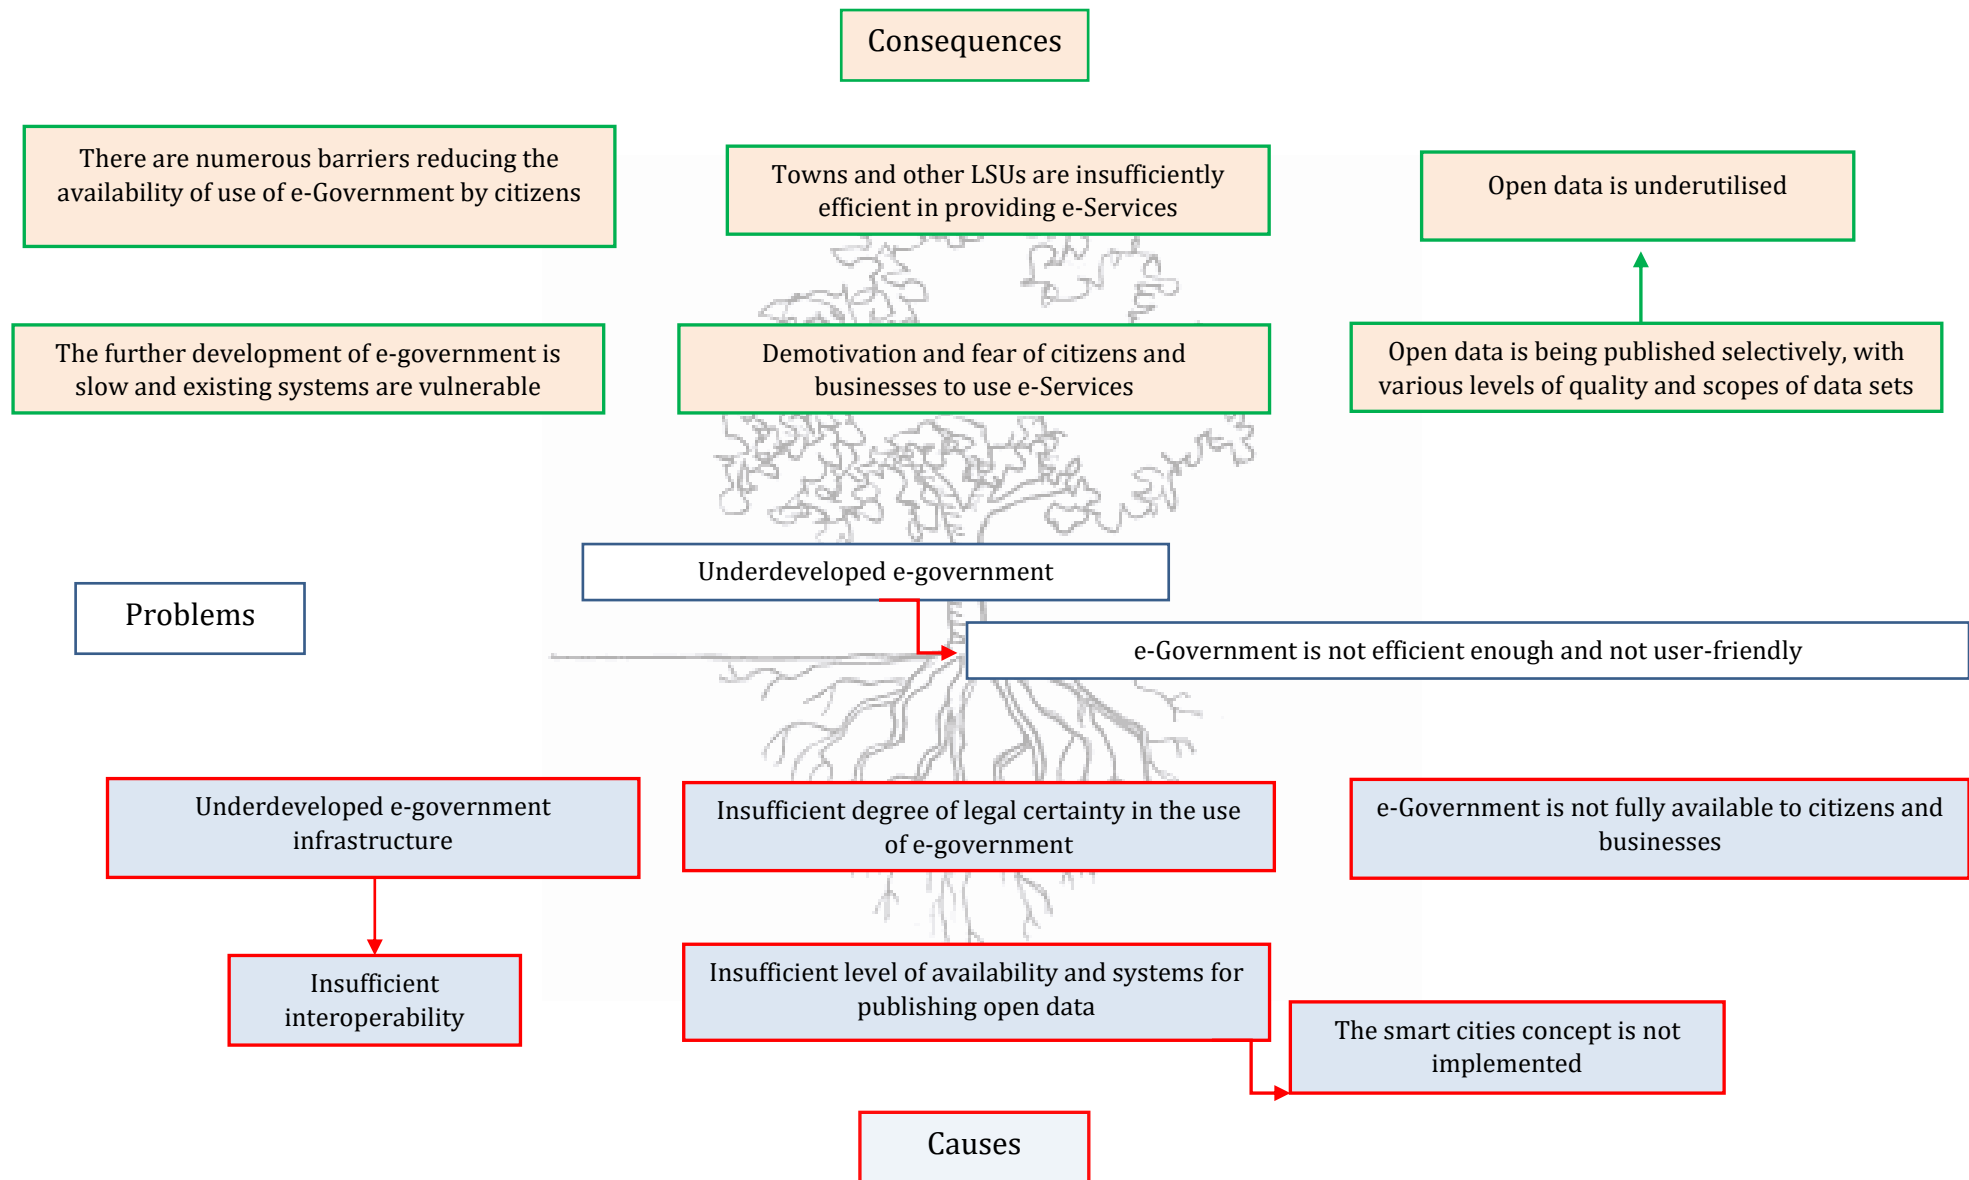 Consequences
There are numerous barriers reducing the
availability of use of e-Government by citizens
Towns and other LSUs are insufficiently
efficient in providing e-Services
Open data is underutilised
The further development of e-government is
slow and existing systems are vulnerable
Demotivation and fear of citizens and
businesses to use e-Services
Open data is being published selectively, with
various levels of quality and scopes of data sets
Underdeveloped e-government
Problems
e-Government is not efficient enough and not user-friendly
Underdeveloped e-government
infrastructure
Insufficient degree of legal certainty in the use
of e-government
e-Government is not fully available to citizens and
businesses
Insufficient
interoperability
Insufficient level of availability and systems for
publishing open data
The smart cities concept is not
implemented
Causes